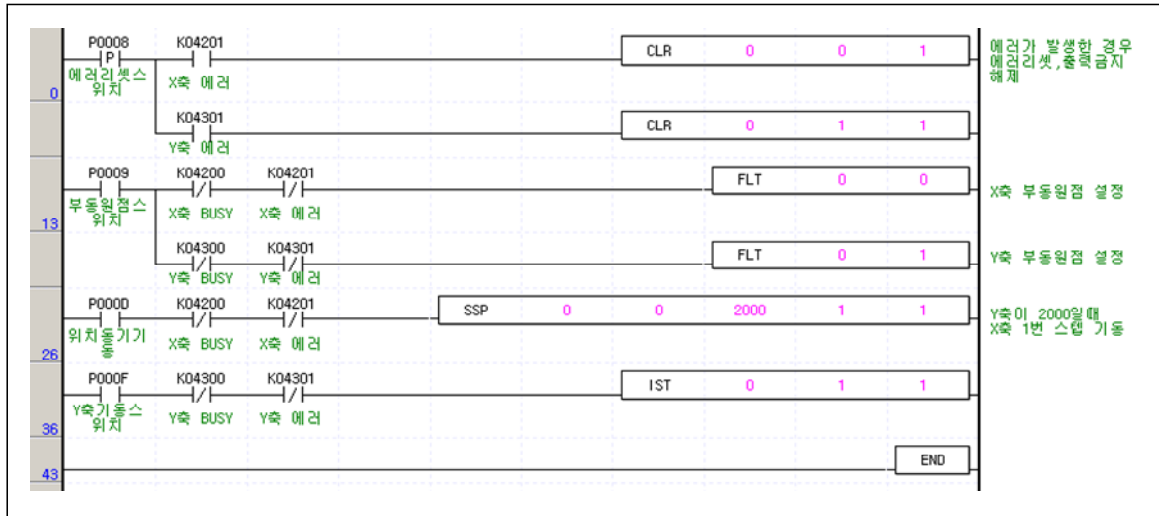 P0008 K04201
P CLR 0 0 1 에러가 발생한 경우
에러리셋스 에러리셋,출력금지
위치 X축 에러 해제
0
K04301
CLR 0 1 1
Y축 에러
P0009 K04200 K04201
FLT 0 0 X축 부동원점 설정
부동원점스
위치 X축 BUSY X축 에러
13
K04300 K04301
FLT 0 1 Y축 부동원점 설정
Y축 BUSY Y축 에러
P000D K04200 K04201
SSP 0 0 2000 1 1 Y축이 2000일때
위치동기기 X축 1번 스텝 기동
동 X축 BUSY X축 에러
26
P000F K04300 K04301
IST 0 1 1
Y축기동스
위치 Y축 BUSY Y축 에러
36
END
43